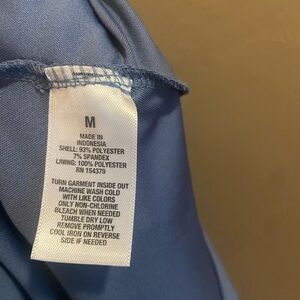 M
MADE IN
INDONESIA
SHELL: 93% POLYESTER
7% SPANDEX
LINING: 100% POLYESTER
RN 154379
TURN GARMENT INSIDE OUT
MACHINE WASH COLD
WITH LIKE COLORS
ONLY NON-CHLORINE
BLEACH WHEN NEEDED
TUMBLE DRY LOW
REMOVE PROMPTLY
COOL IRON ON REVERSE
SIDE IF NEEDED